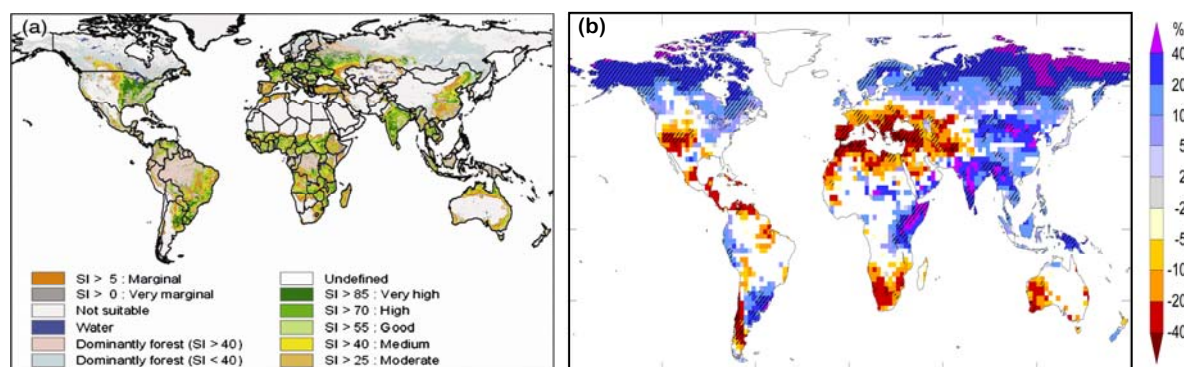 (a)
SI > 5 : Marginal
SI > 0 : Very marginal
Not suitable
Water
Dominantly forest (SI > 40)
Dominantly forest (SI < 40)
Undefined
SI > 85 : Very high
SI > 70 : High
SI > 55 : Good
SI > 40 : Medium
SI > 25 : Moderate
(b)
%
40
20
10
5
2
-2
-5
-10
-20
-40